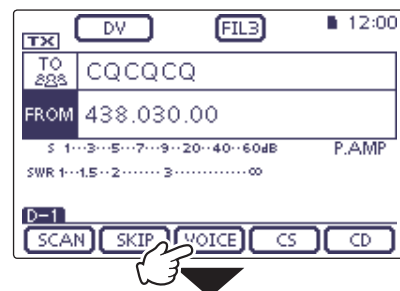 DV FIL3 12:00
TX
TO CQCQCQ
FROM 438.030.00
S 1··3··5··7··9··20··40··60dB P.AMP
SWR 1··1.5··2······3············∞
D-1
SCAN SKIP VOICE CS CD